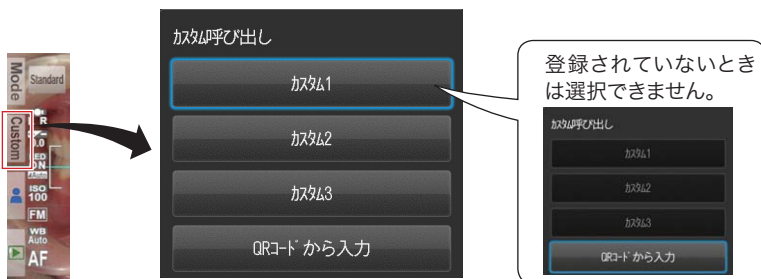 Mode
Standard
Custom
R
0.0
ISO
100
FM
WB
Auto
AF
カスタム呼び出し
カスタム1
カスタム2
カスタム3
QRコードから入力
登録されていないとき
は選択できません。
カスタム呼び出し
カスタム1
カスタム2
カスタム3
QRコードから入力